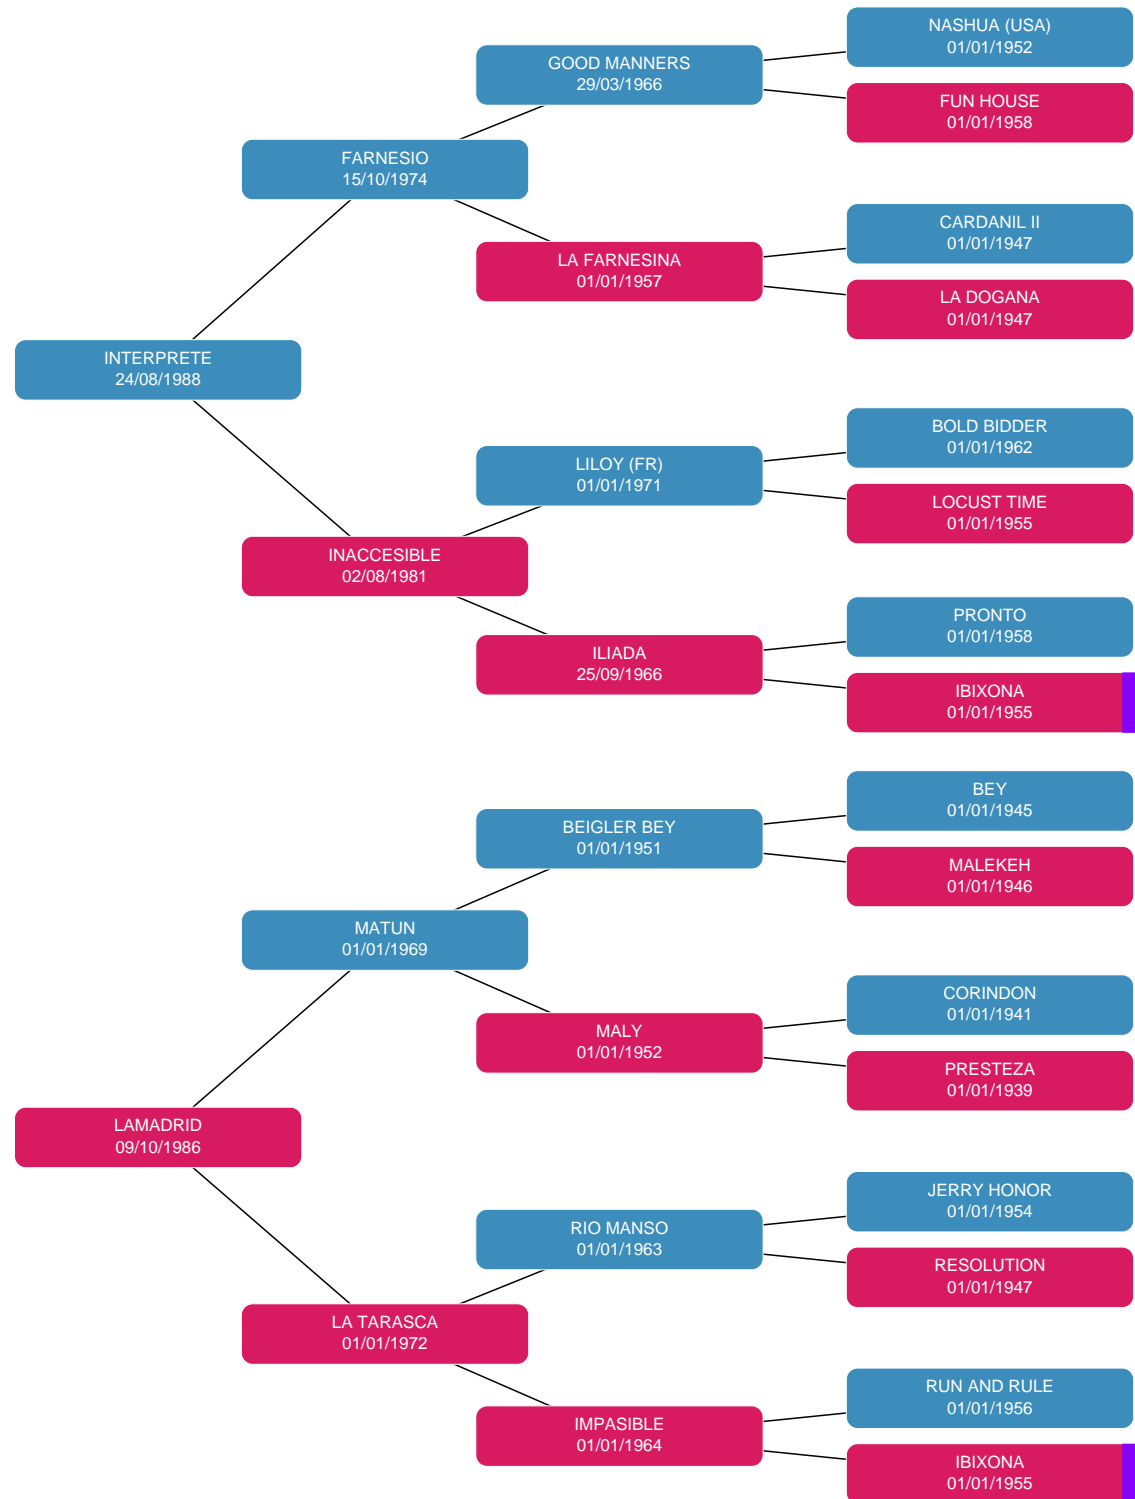 NASHUA (USA)
01/01/1952
GOOD MANNERS
29/03/1966
FUN HOUSE
01/01/1958
FARNESIO
15/10/1974
CARDANIL II
01/01/1947
LA FARNESINA
01/01/1957
LA DOGANA
01/01/1947
INTERPRETE
24/08/1988
BOLD BIDDER
01/01/1962
LILOY (FR)
01/01/1971
LOCUST TIME
01/01/1955
INACCESIBLE
02/08/1981
PRONTO
01/01/1958
ILIADA
25/09/1966
IBIXONA
01/01/1955
BEY
01/01/1945
BEIGLER BEY
01/01/1951
MALEKEH
01/01/1946
MATUN
01/01/1969
CORINDON
01/01/1941
MALY
01/01/1952
PRESTEZA
01/01/1939
LAMADRID
09/10/1986
JERRY HONOR
01/01/1954
RIO MANSO
01/01/1963
RESOLUTION
01/01/1947
LA TARASCA
01/01/1972
RUN AND RULE
01/01/1956
IMPASIBLE
01/01/1964
IBIXONA
01/01/1955